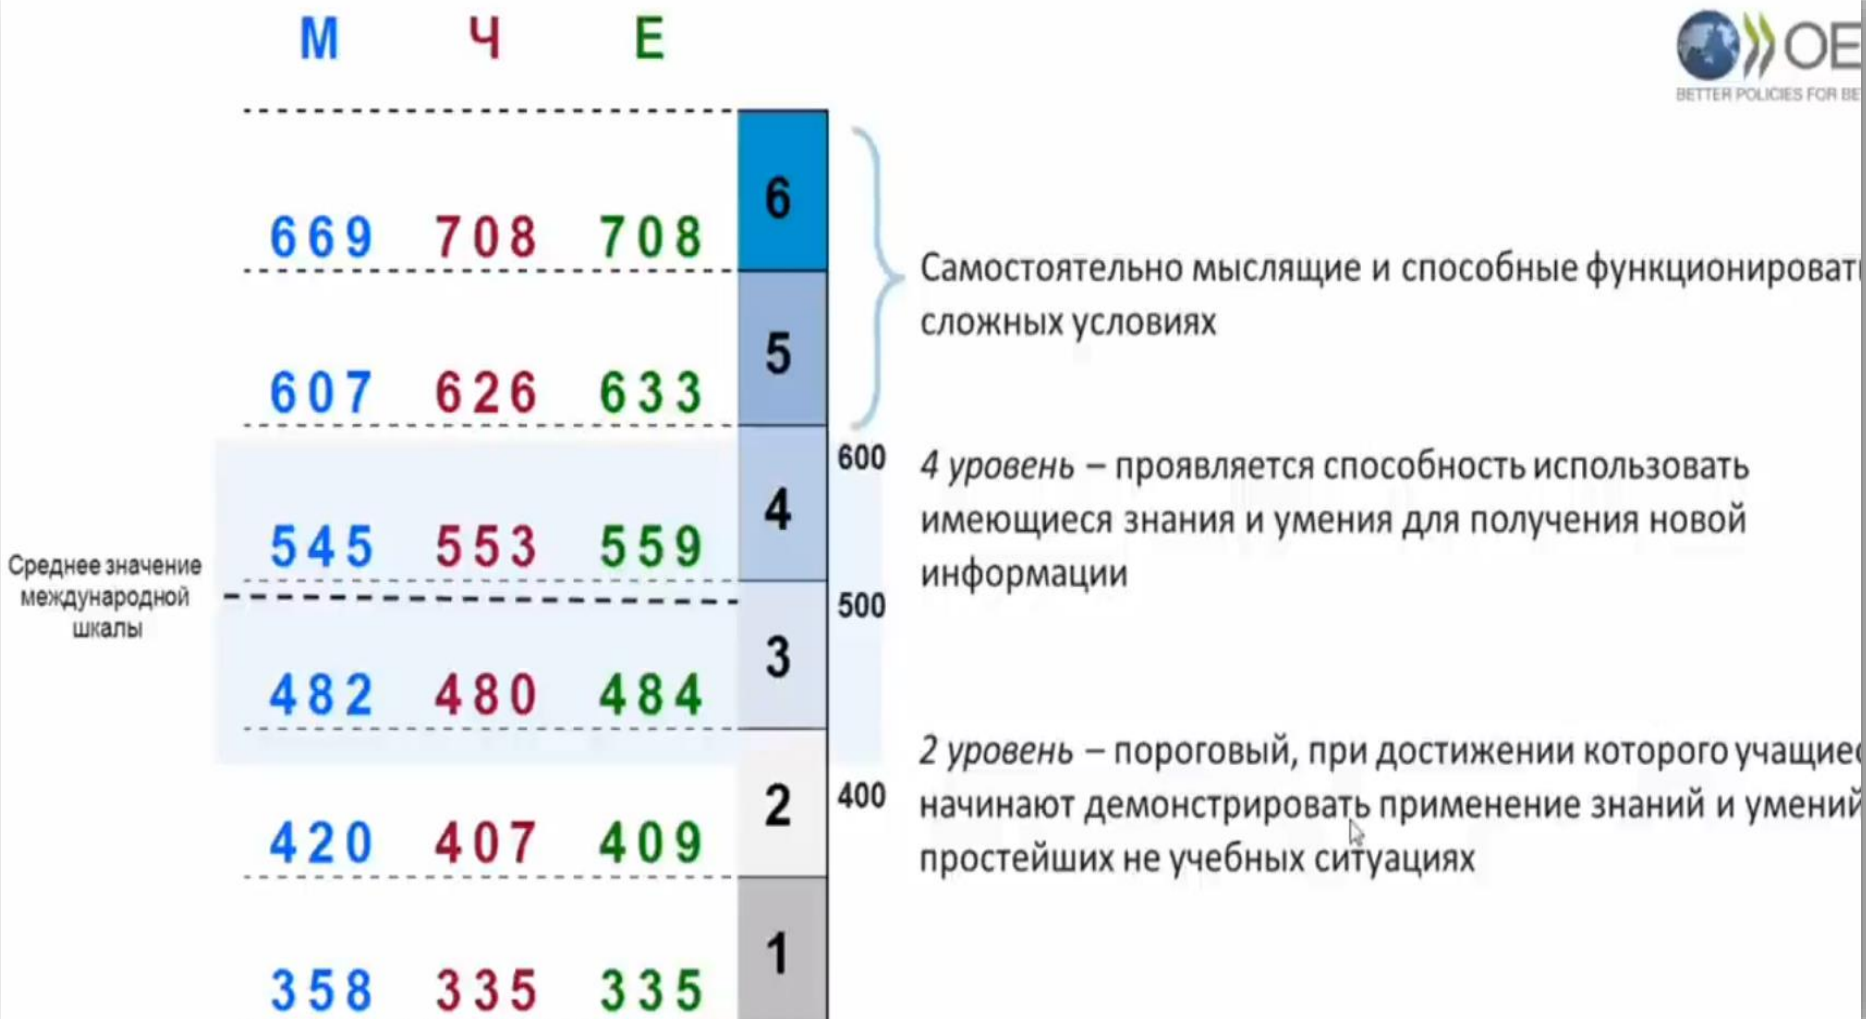 М Ч Е
OE
BETTER POLICIES FOR BE
6
669 708 708
Самостоятельно мыслящие и способные функционироват
сложных условиях
5
607 626 633
600
4 уровень – проявляется способность использовать
имеющиеся знания и умения для получения новой
информации
4
545 553 559
Среднее значение
международной
шкалы
500
3
482 480 484
2 уровень – пороговый, при достижении которого учащиес
начинают демонстрировать применение знаний и умений
простейших не учебных ситуациях
400
2
420 407 409
1
358 335 335